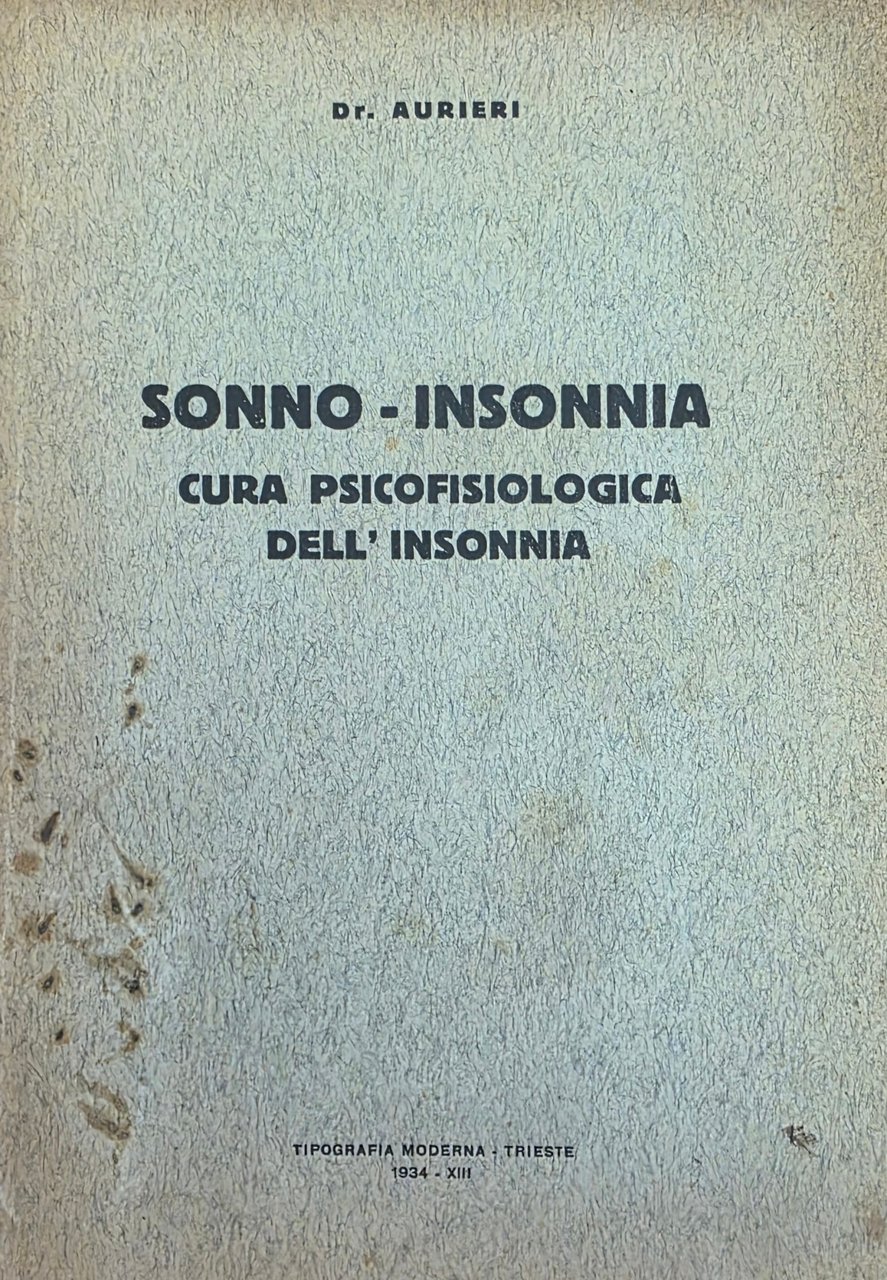 Dr. AURIERI
SONNO - INSONNIA
CURA PSICOFISIOLOGICA
DELL' INSONNIA
TIPOGRAFIA MODERNA - TRIESTE
1934 - XIII